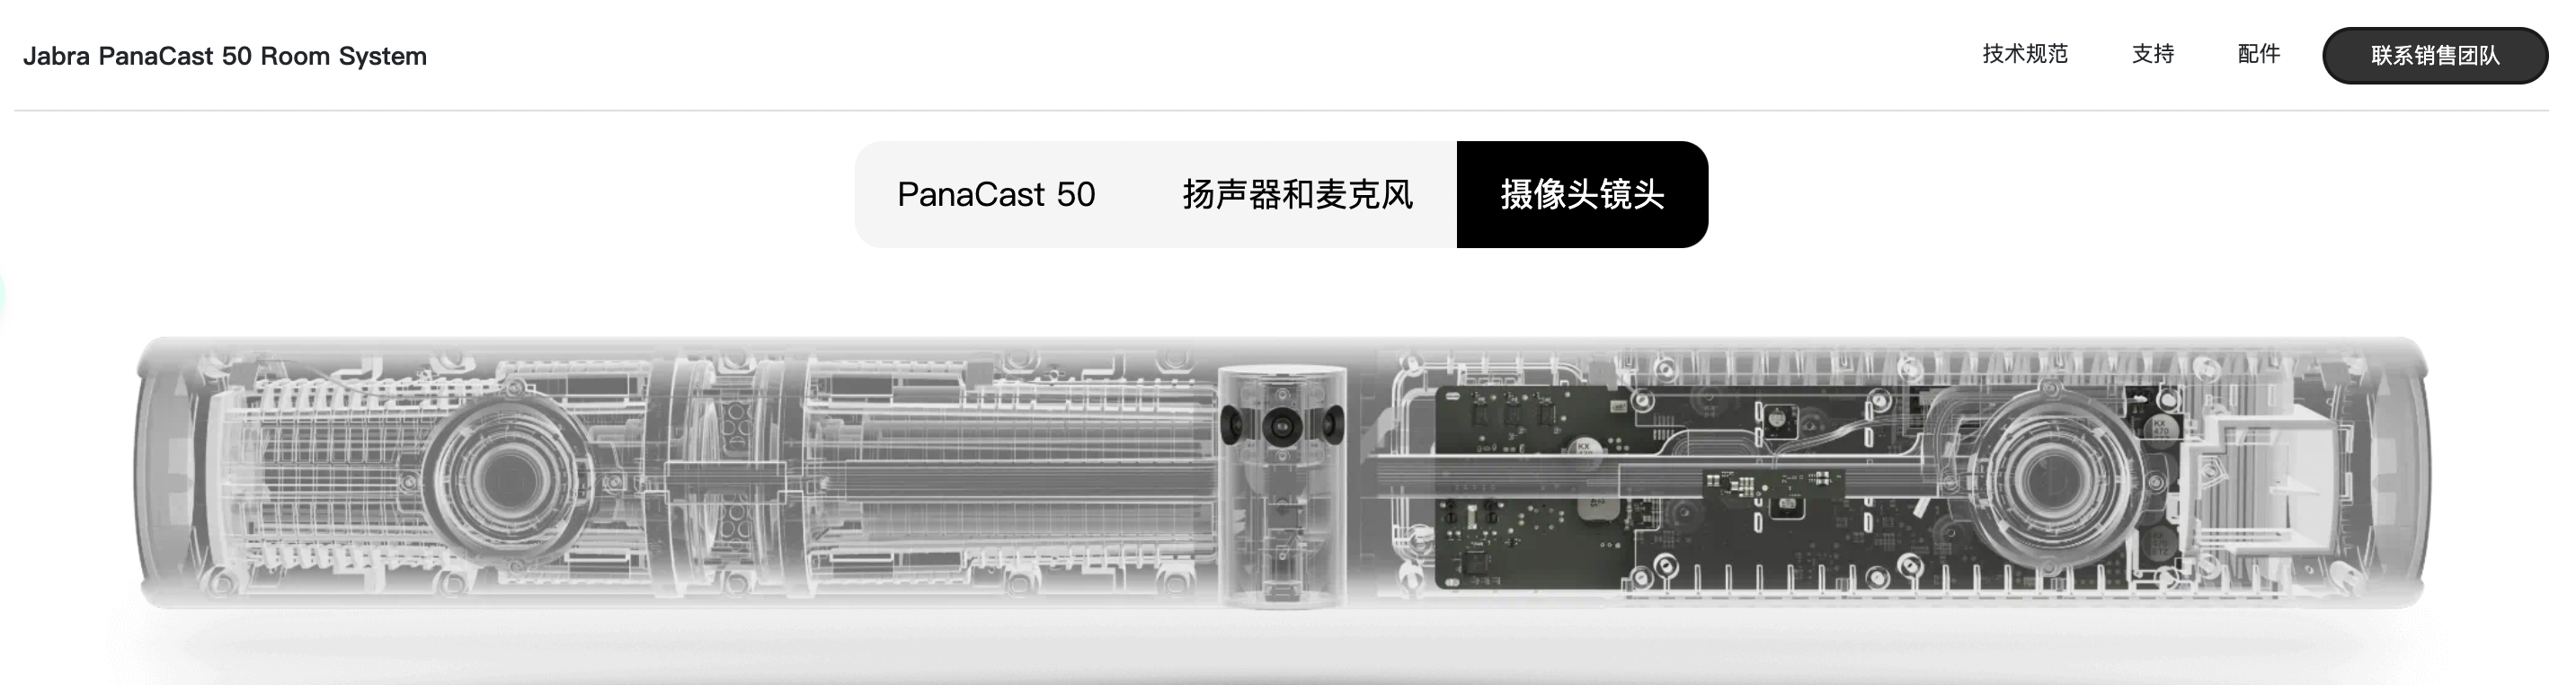 Jabra PanaCast 50 Room System
技术规范
支持
配件
联系销售团队
PanaCast 50
扬声器和麦克风
摄像头镜头